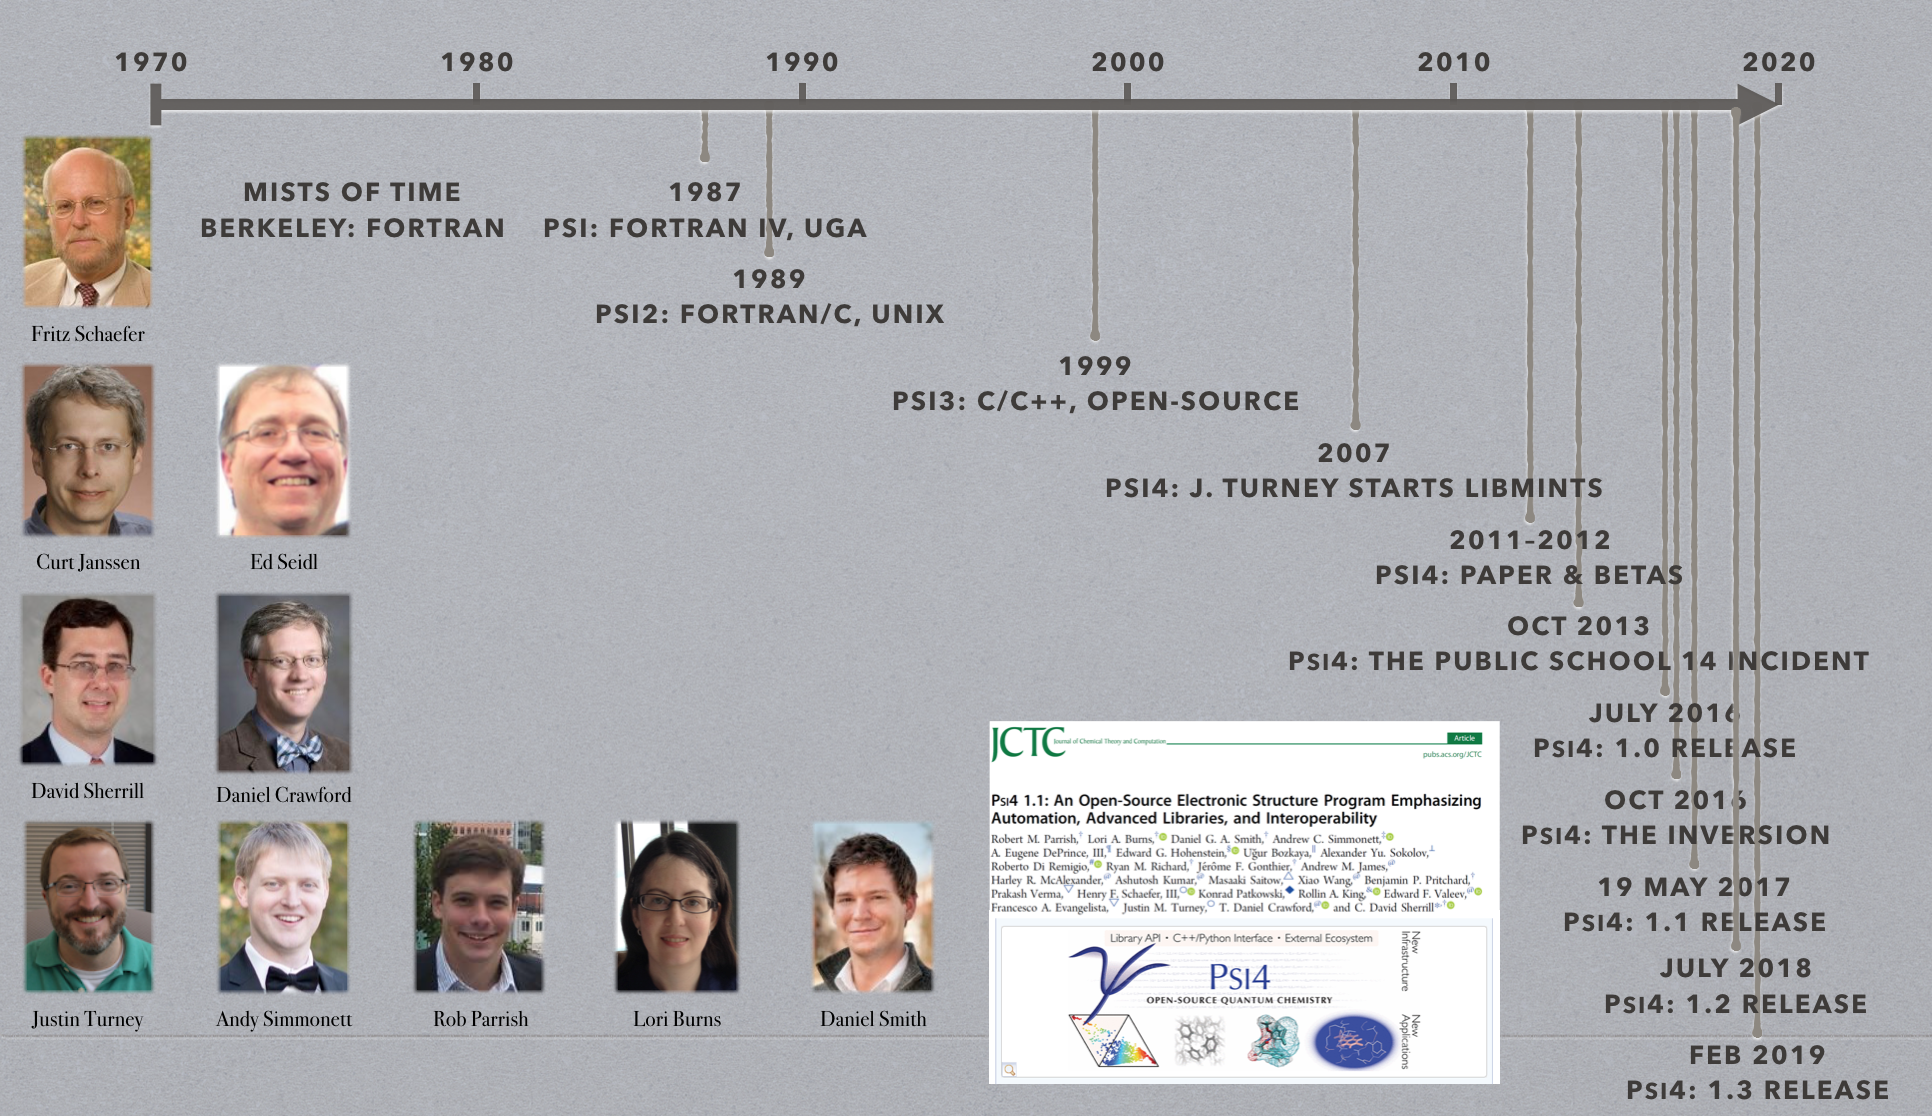 1970
1980
1990
2000
2010
2020
MISTS OF TIME
BERKELEY: FORTRAN
1987
PSI: FORTRAN IV, UGA
1989
PSI2: FORTRAN/C, UNIX
1999
PSI3: C/C++, OPEN-SOURCE
2007
PSI4: J. TURNEY STARTS LIBMINTS
2011–2012
PSI4: PAPER & BETAS
OCT 2013
PSI4: THE PUBLIC SCHOOL 14 INCIDENT
JULY 2016
PSI4: 1.0 RELEASE
OCT 2016
PSI4: THE INVERSION
19 MAY 2017
PSI4: 1.1 RELEASE
JULY 2018
PSI4: 1.2 RELEASE
FEB 2019
PSI4: 1.3 RELEASE
Fritz Schaefer
Curt Janssen
Ed Seidl
David Sherrill
Daniel Crawford
Justin Turney
Andy Simmonett
Rob Parrish
Lori Burns
Daniel Smith
JCTC Journal of Chemical Theory and Computation
Article
pubs.acs.org/JCTC
PSI4 1.1: An Open-Source Electronic Structure Program Emphasizing
Automation, Advanced Libraries, and Interoperability
Robert M. Parrish, Lori A. Burns, Daniel G. A. Smith, Andrew C. Simmonett,
A. Eugene DePrince, III, Edward G. Hohenstein, Uğur Bozkaya, Alexander Yu. Sokolov,
Roberto Di Remigio, Ryan M. Richard, Jérôme F. Gonthier, Andrew M. James,
Harley R. McAlexander, Ashutosh Kumar, Masaaki Saitow, Xiao Wang, Benjamin P. Pritchard,
Prakash Verma, Henry F. Schaefer, III, Konrad Patkowski, Rollin A. King, Edward F. Valeev,
Francesco A. Evangelista, Justin M. Turney, T. Daniel Crawford, and C. David Sherrill
Library API • C++/Python Interface • External Ecosystem
New
Infrastructure
PSI4
OPEN-SOURCE QUANTUM CHEMISTRY
New
Applications